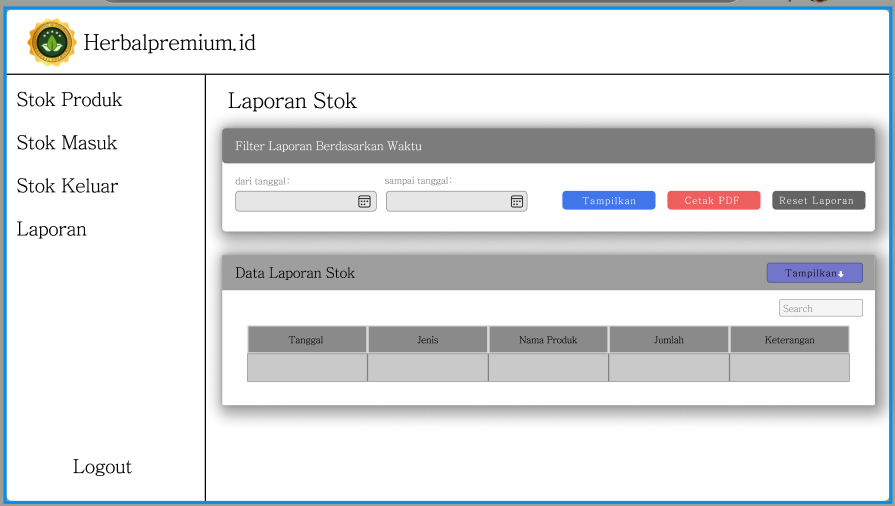 Herbalpremium.id
Stok Produk
Stok Masuk
Stok Keluar
Laporan
Logout
Laporan Stok
Filter Laporan Berdasarkan Waktu
dari tanggal:
sampai tanggal:
Tampilkan
Cetak PDF
Reset Laporan
Data Laporan Stok
Tampilkan
Search
Tanggal Jenis Nama Produk Jumlah Keterangan